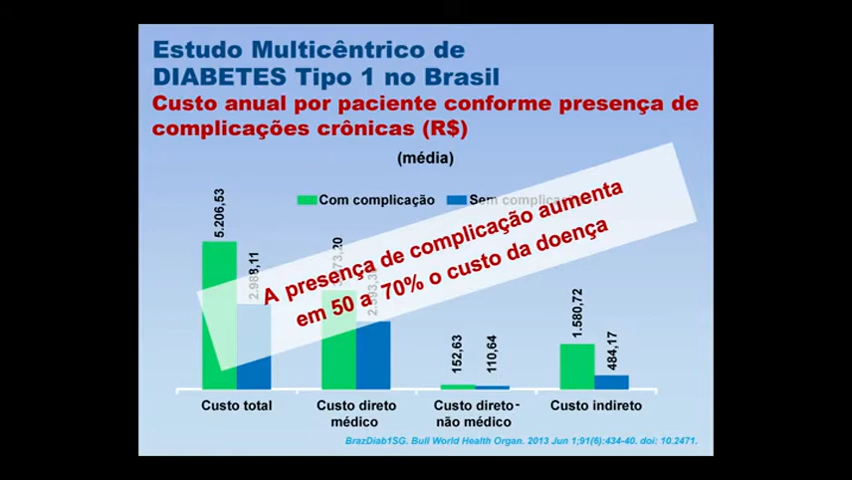 Estudo Multicêntrico de
DIABETES Tipo 1 no Brasil
Custo anual por paciente conforme presença de
complicações crônicas (R$)
(média)
Com complicação
A presença de complicação aumenta
em 50 a 70% o custo da doença
5.206,53
152,63
110,64
1.580,72
484,17
Custo total
Custo direto
médico
Custo direto-
não médico
Custo indireto
BrazDiab1SG. Bull World Health Organ. 2013 Jun 1;91(6):434-40. doi: 10.2471.